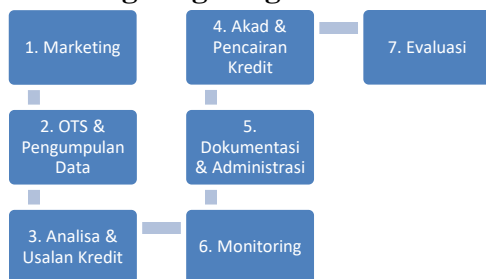 1. Marketing
2. OTS &
Pengumpulan
Data
3. Analisa &
Usalan Kredit
4. Akad &
Pencairan
Kredit
5.
Dokumentasi
& Administrasi
6. Monitoring
7. Evaluasi